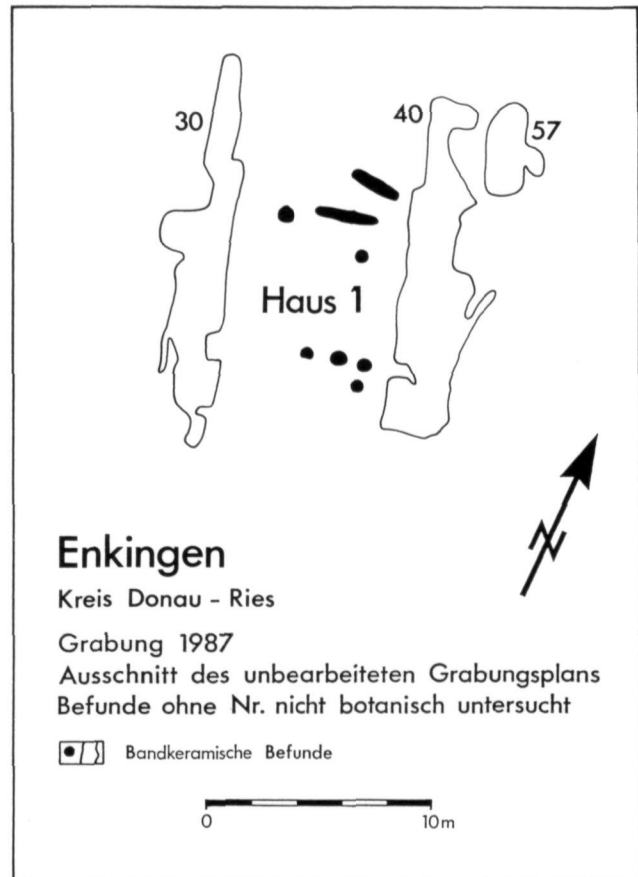 30
40
57
Haus 1
N
Enkingen
Kreis Donau - Ries
Grabung 1987
Ausschnitt des unbearbeiteten Grabungsplans
Befunde ohne Nr. nicht botanisch untersucht
Bandkeramische Befunde
0 10m